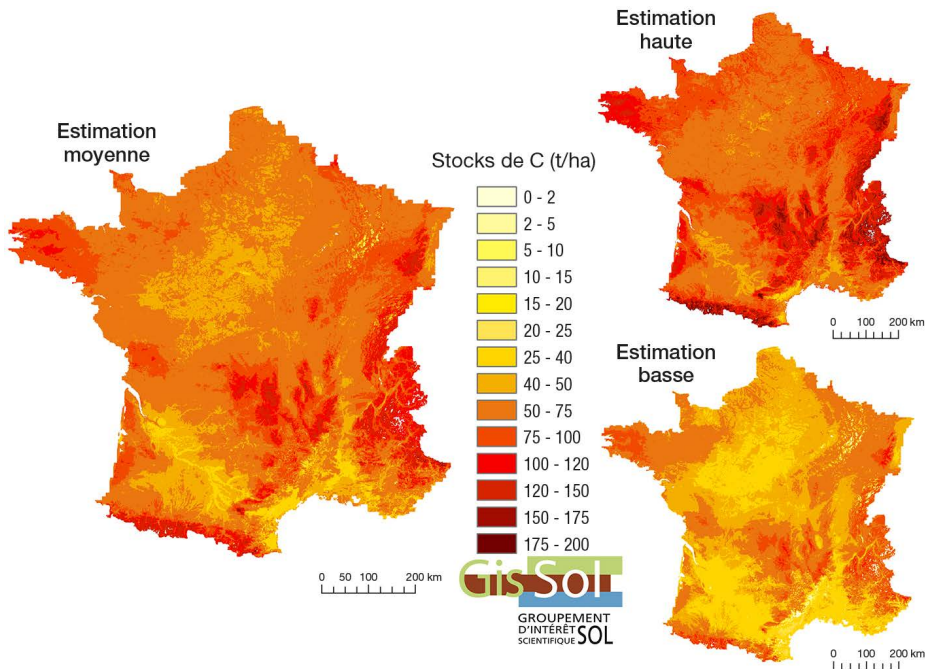 Estimation
moyenne
0 50 100 200 km
Stocks de C (t/ha)
0 - 2
2 - 5
5 - 10
10 - 15
15 - 20
20 - 25
25 - 40
40 - 50
50 - 75
75 - 100
100 - 120
120 - 150
150 - 175
175 - 200
GisSol
GROUPEMENT
D'INTÉRÊT
SCIENTIFIQUE SOL
Estimation
haute
0 100 200 km
Estimation
basse
0 100 200 km